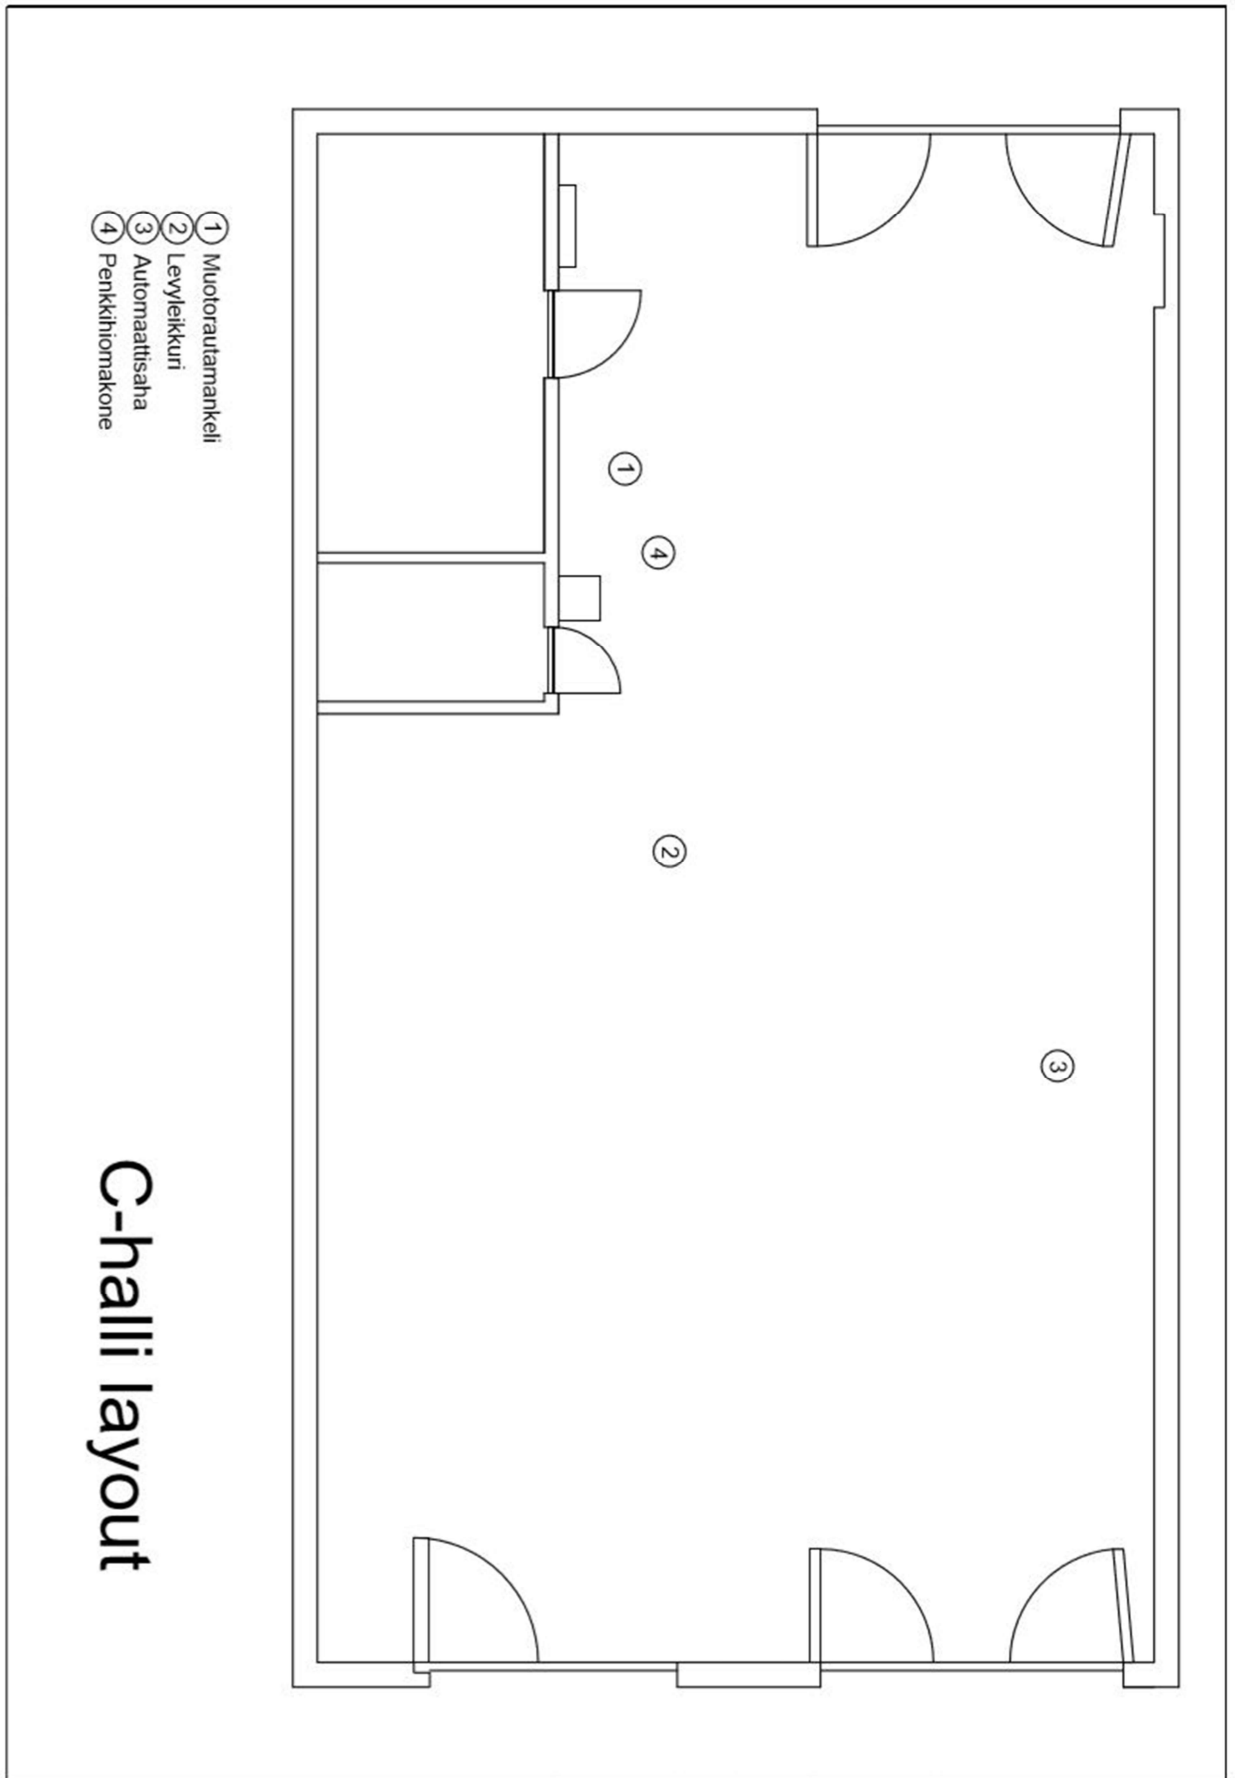 1
4
2
3
1 Muotorautamankeli
2 Levyleikkuri
3 Automaattisaha
4 Penkkihiomakone
C-halli layout